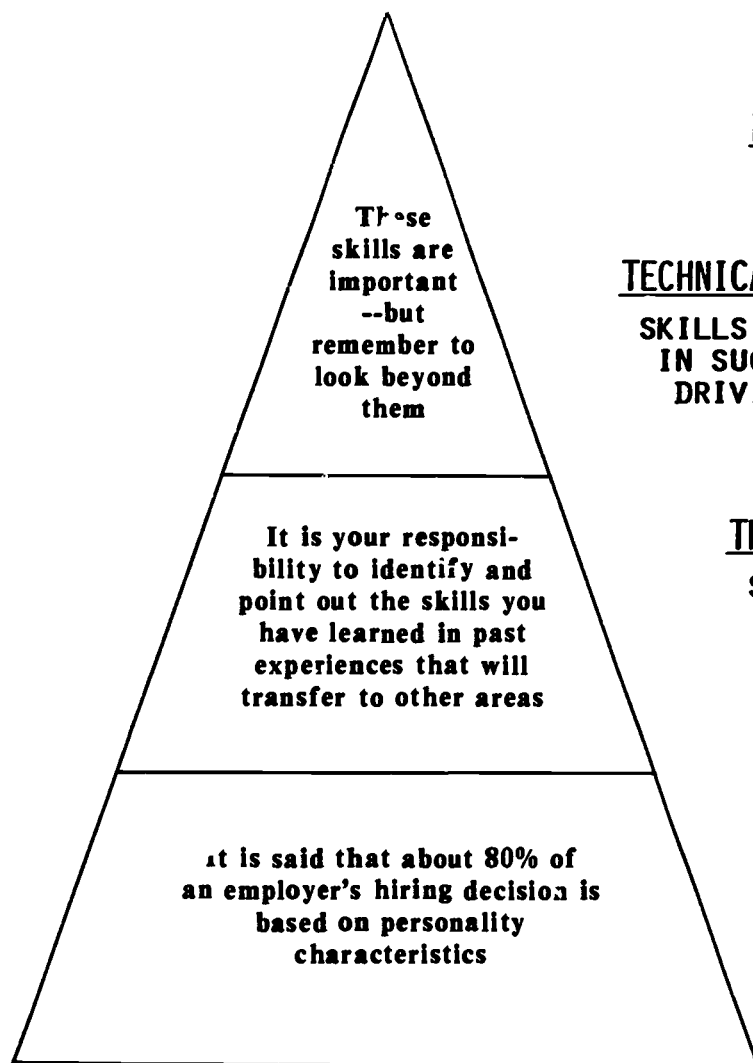 These
skills are
important
--but
remember to
look beyond
them
TECHNICA
SKILLS
IN SUC
DRIV
It is your responsi-
bility to identify and
point out the skills you
have learned in past
experiences that will
transfer to other areas
It is said that about 80% of
an employer's hiring decision is
based on personality
characteristics